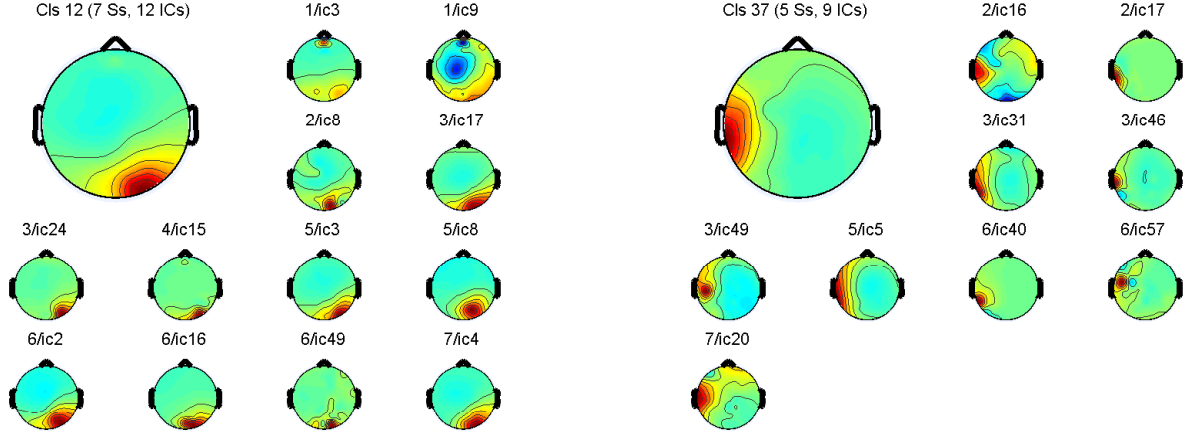 Cls 12 (7 Ss, 12 ICs)
1/ic3
1/ic9
2/ic8
3/ic17
3/ic24
4/ic15
5/ic3
5/ic8
6/ic2
6/ic16
6/ic49
7/ic4
Cls 37 (5 Ss, 9 ICs)
2/ic16
2/ic17
3/ic31
3/ic46
3/ic49
5/ic5
6/ic40
6/ic57
7/ic20